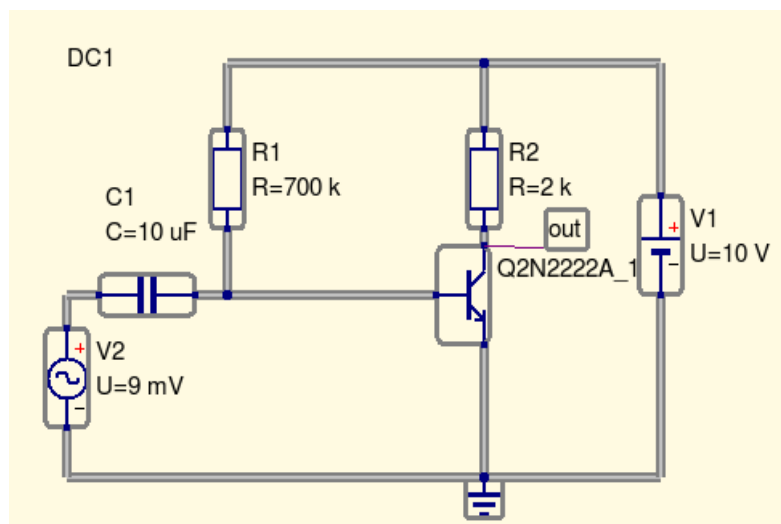 DC1
R1
R=700 k
R2
R=2 k
C1
C=10 uF
V1
U=10 V
out
Q2N2222A_1
V2
U=9 mV